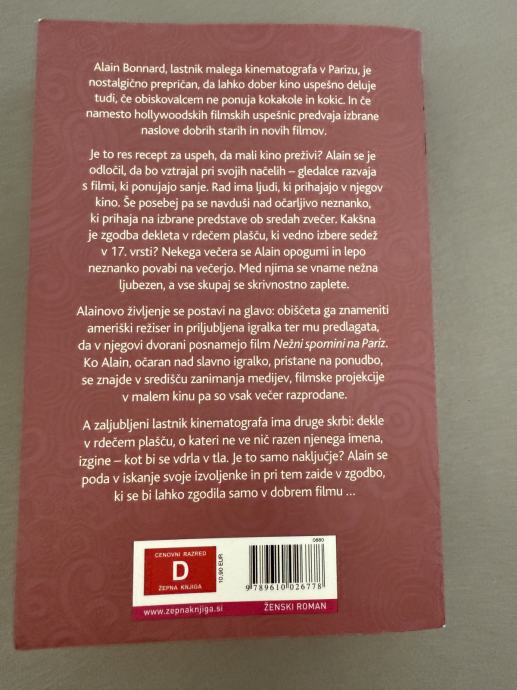 Alain Bonnard, lastnik malega kinematografa v Parizu, je
nostalgično prepričan, da lahko dober kino uspešno deluje
tudi, če obiskovalcem ne ponuja kokakole in kokic. In če
namesto hollywoodskih filmskih uspešnic predvaja izbrane
naslove dobrih starih in novih filmov.
Je to res recept za uspeh, da mali kino preživi? Alain se je
odločil, da bo vztrajal pri svojih načelih – gledalce razvaja
s filmi, ki ponujajo sanje. Rad ima ljudi, ki prihajajo v njegov
kino. Še posebej pa se navduši nad očarljivo neznanko,
ki prihaja na izbrane predstave ob sredah zvečer. Kakšna
je zgodba dekleta v rdečem plašču, ki vedno izbere sedež
v 17. vrsti? Nekega večera se Alain opogumi in lepo
neznanko povabi na večerjo. Med njima se vname nežna
ljubezen, a vse skupaj se skrivnostno zaplete.
Alainovo življenje se postavi na glavo: obiščeta ga znameniti
ameriški režiser in priljubljena igralka ter mu predlagata,
da v njegovi dvorani posnamejo film Nežni spomini na Pariz.
Ko Alain, očaran nad slavno igralko, pristane na ponudbo,
se znajde v središču zanimanja medijev, filmske projekcije
v malem kinu pa so vsak večer razprodane.
A zaljubljeni lastnik kinematografa ima druge skrbi: dekle
v rdečem plašču, o kateri ne ve nič razen njenega imena,
izgine – kot bi se vdrla v tla. Je to samo naključje? Alain se
poda v iskanje svoje izvoljenke in pri tem zaide v zgodbo,
ki se bi lahko zgodila samo v dobrem filmu ...
CENOVNI RAZRED
D
ŽEPNA KNJIGA
10,90 EUR
0880
9 789610 026778
www.zepnaknjiga.si
ŽENSKI ROMAN